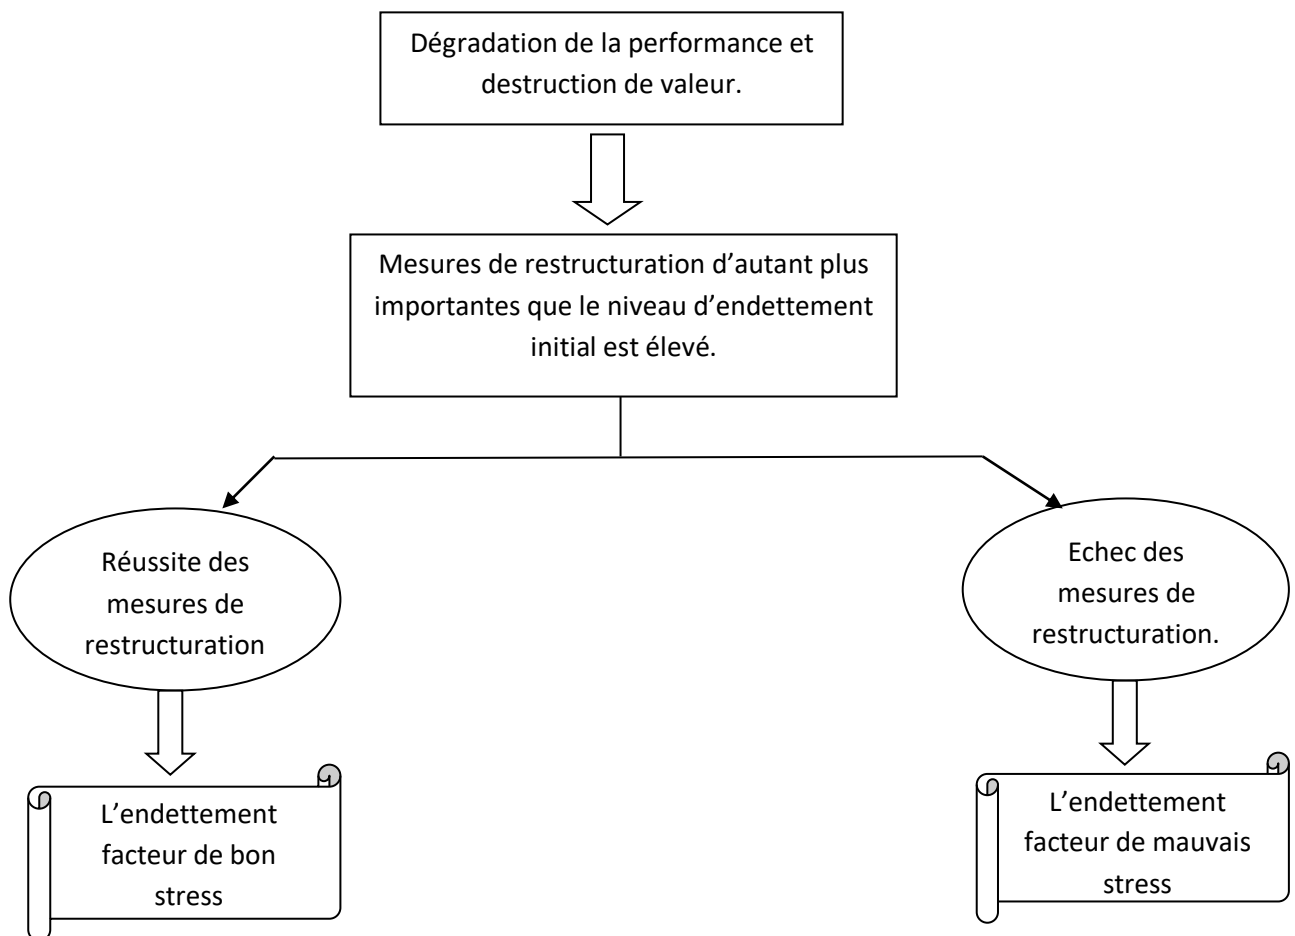 Dégradation de la performance et
destruction de valeur.
Mesures de restructuration d’autant plus
importantes que le niveau d’endettement
initial est élevé.
Réussite des
mesures de
restructuration
Echec des
mesures de
restructuration.
L’endettement
facteur de bon
stress
L’endettement
facteur de mauvais
stress